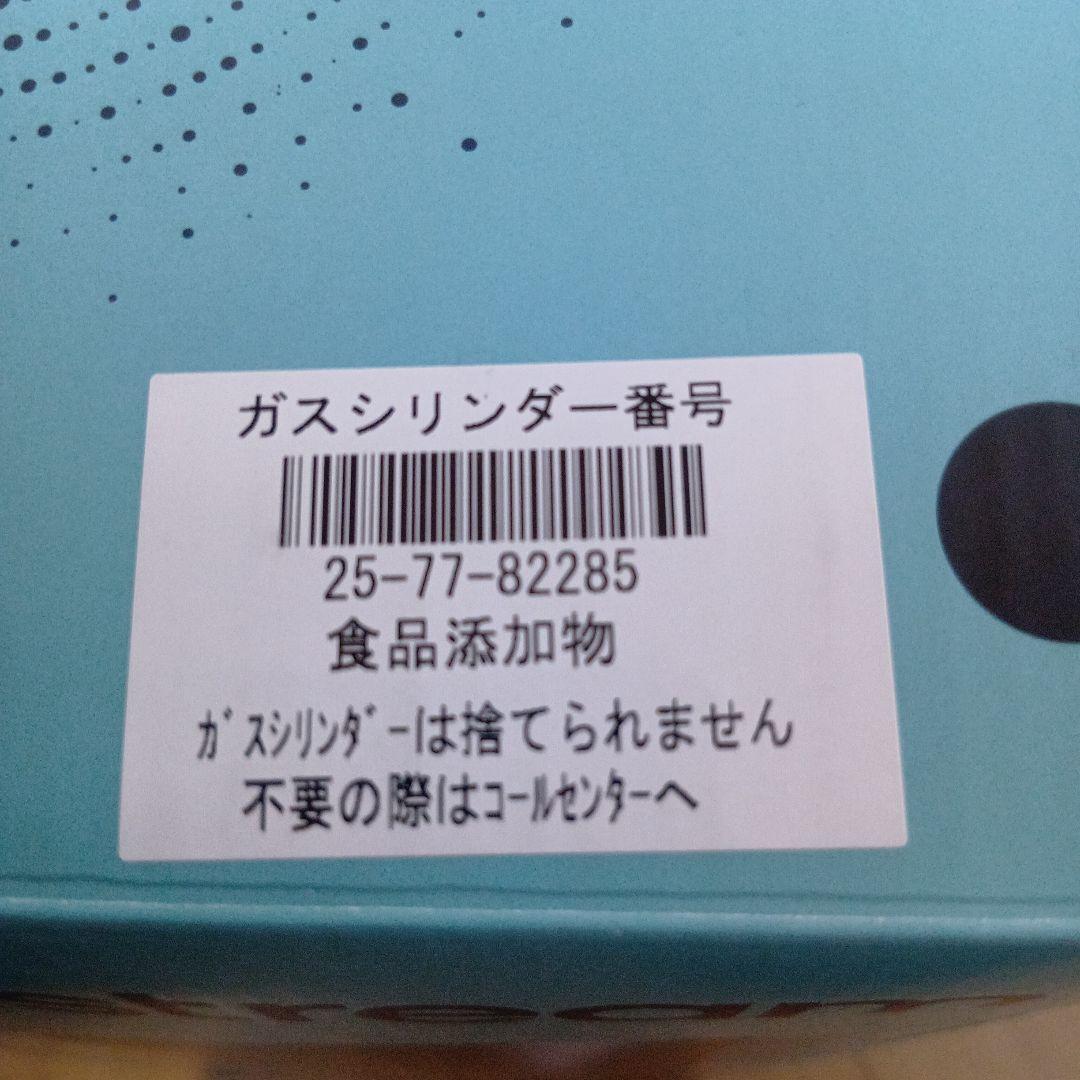 ガスシリンダー番号
25-77-82285
食品添加物
ｶﾞｽｼﾘﾝﾀﾞｰは捨てられません
不要の際はｺｰﾙｾﾝﾀｰへ